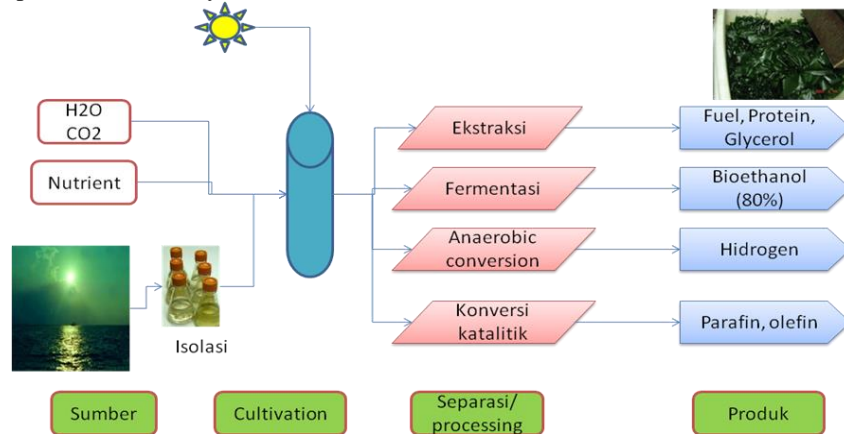 H2O
CO2
Nutrient
Isolasi
Ekstraksi
Fermentasi
Anaerobic
conversion
Konversi
katalitik
Fuel, Protein,
Glycerol
Bioethanol
(80%)
Hidrogen
Parafin, olefin
Sumber
Cultivation
Separasi/
processing
Produk